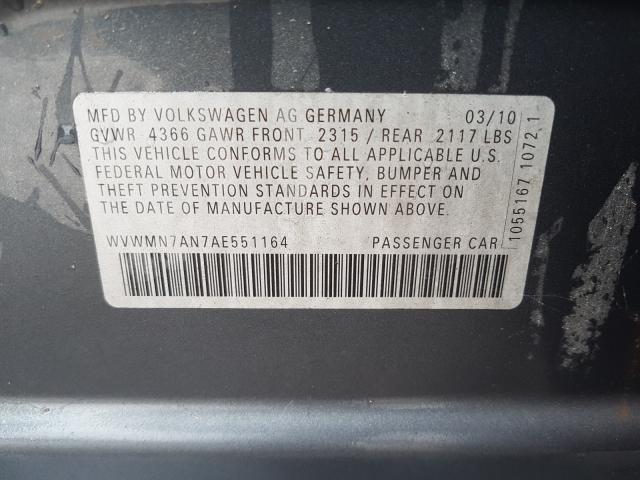 MFD BY VOLKSWAGEN AG GERMANY 03/10
GVWR 4366 GAWR FRONT 2315 / REAR 2117 LBS
THIS VEHICLE CONFORMS TO ALL APPLICABLE U.S.
FEDERAL MOTOR VEHICLE SAFETY, BUMPER AND
THEFT PREVENTION STANDARDS IN EFFECT ON
THE DATE OF MANUFACTURE SHOWN ABOVE.
WVWMN7AN7AE551164 PASSENGER CAR
1055167 1072.1